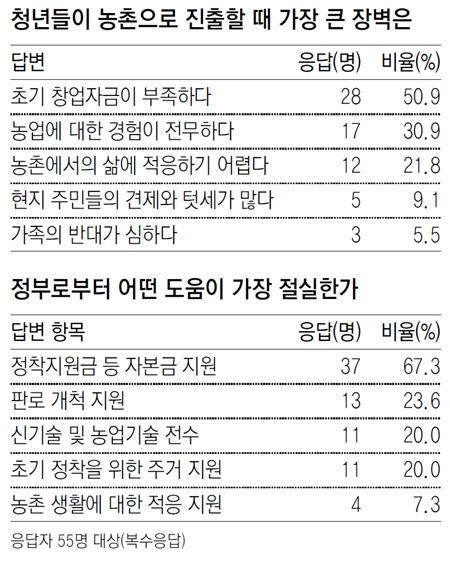 청년들이 농촌으로 진출할 때 가장 큰 장벽은
답변 응답(명) 비율(%)
초기 창업자금이 부족하다 28 50.9
농업에 대한 경험이 전무하다 17 30.9
농촌에서의 삶에 적응하기 어렵다 12 21.8
현지 주민들의 견제와 텃세가 많다 5 9.1
가족의 반대가 심하다 3 5.5
정부로부터 어떤 도움이 가장 절실한가
답변 항목 응답(명) 비율(%)
정착지원금 등 자본금 지원 37 67.3
판로 개척 지원 13 23.6
신기술 및 농업기술 전수 11 20.0
초기 정착을 위한 주거 지원 11 20.0
농촌 생활에 대한 적응 지원 4 7.3
응답자 55명 대상(복수응답)